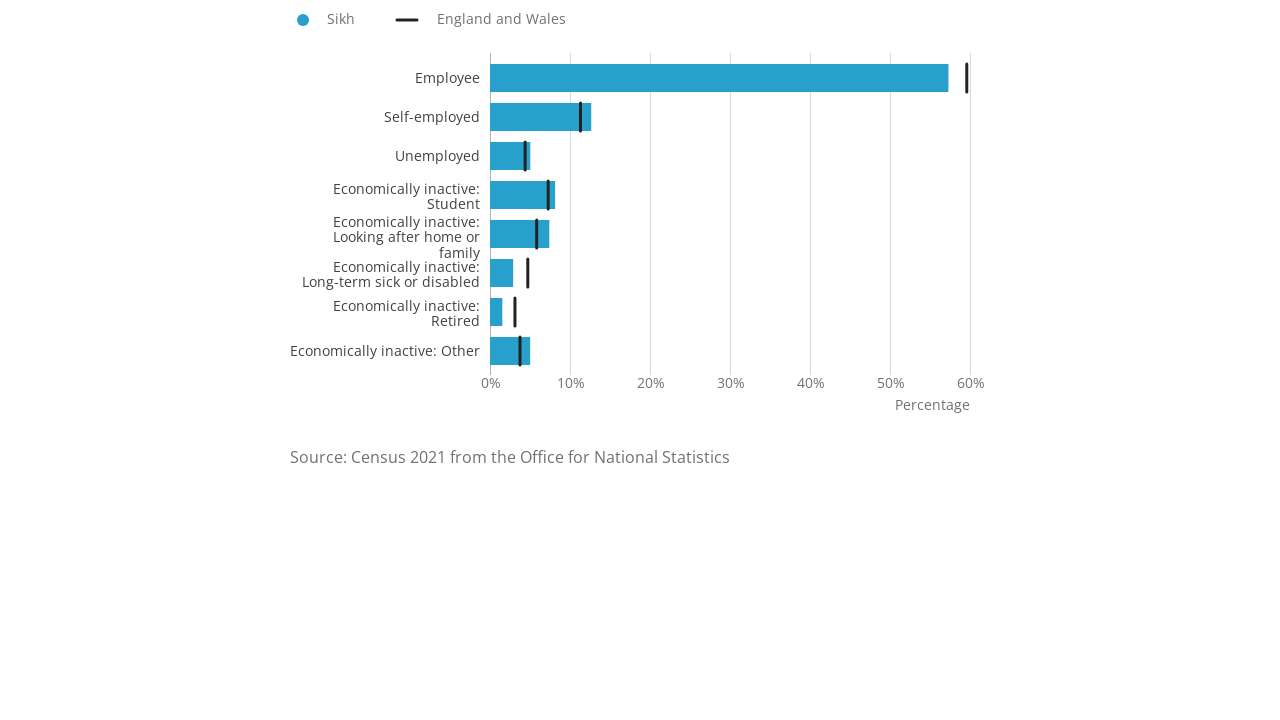 Sikh
England and Wales
Employee
Self-employed
Unemployed
Economically inactive:
Student
Economically inactive:
Looking after home or
family
Economically inactive:
Long-term sick or disabled
Economically inactive:
Retired
Economically inactive: Other
0% 10% 20% 30% 40% 50% 60%
Percentage
Source: Census 2021 from the Office for National Statistics